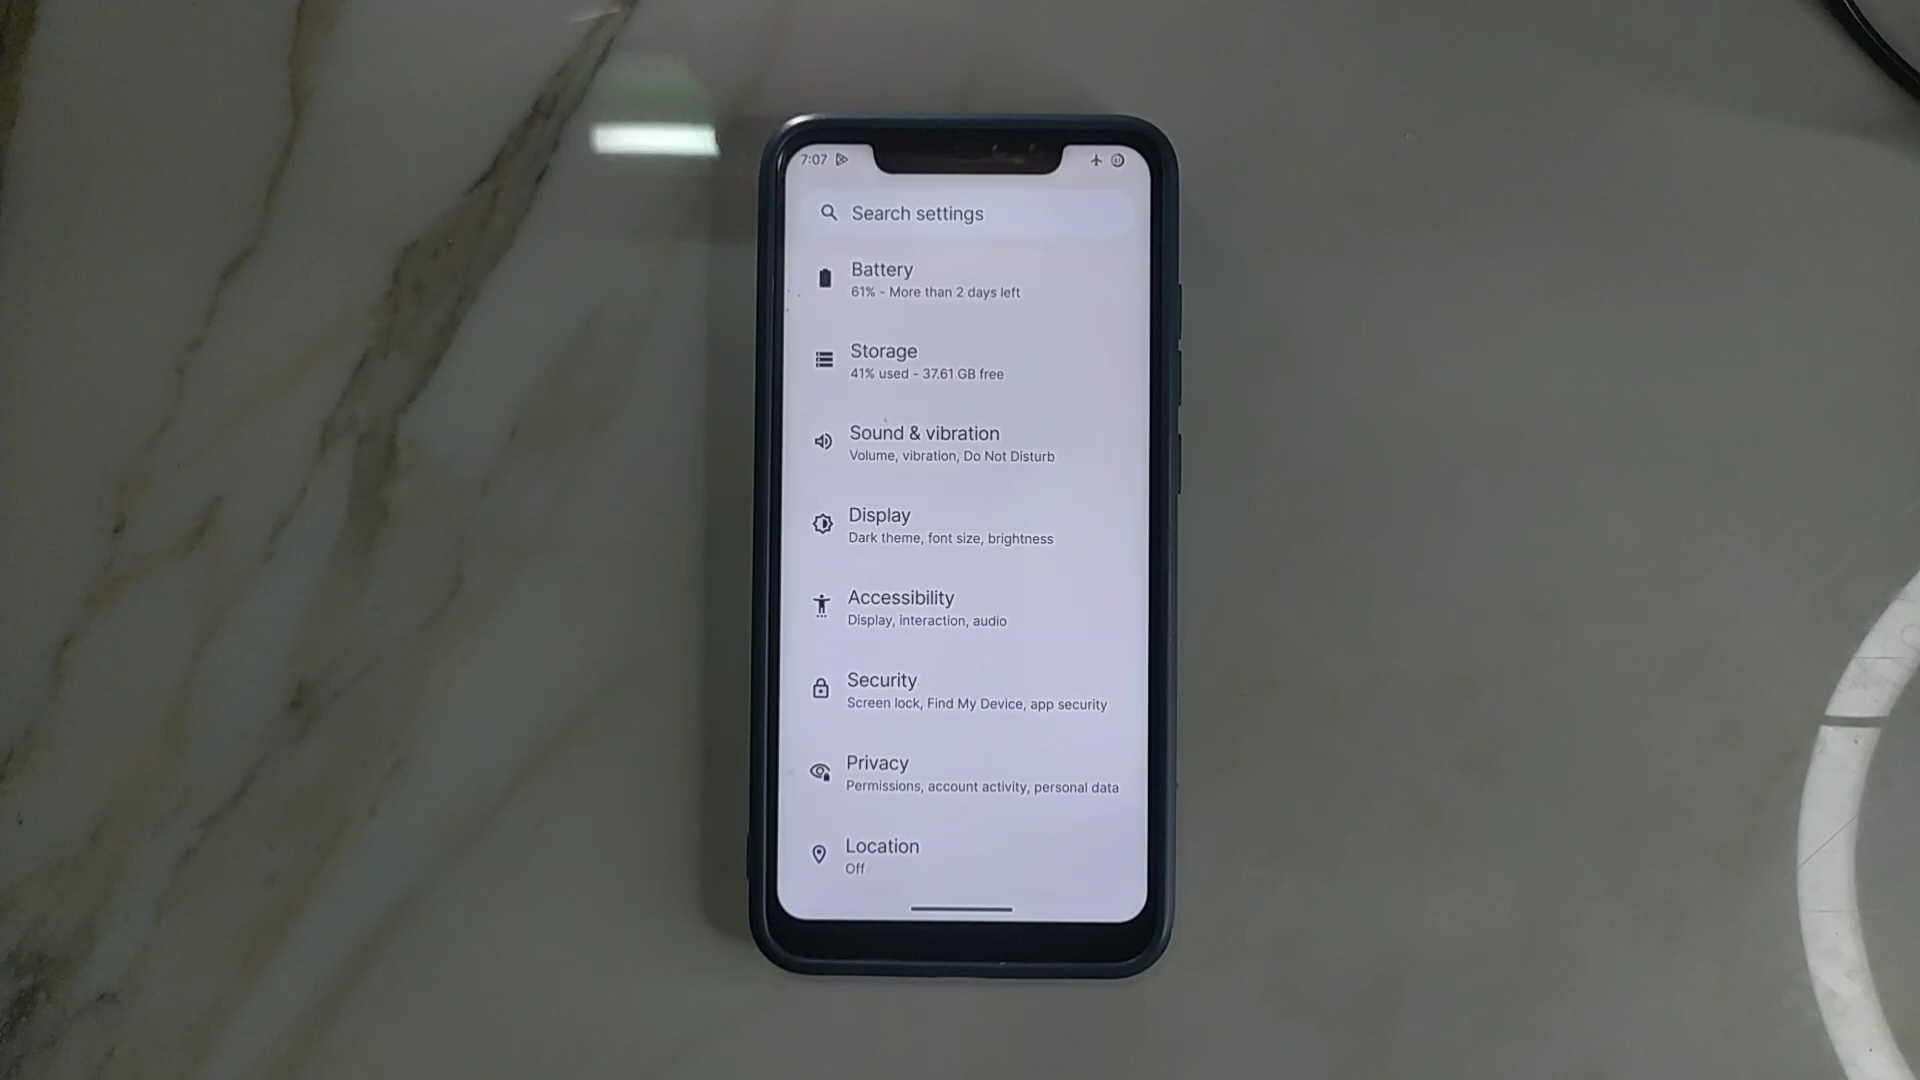 7:07
Search settings
Battery
61% - More than 2 days left
Storage
41% used - 37.61 GB free
Sound & vibration
Volume, vibration, Do Not Disturb
Display
Dark theme, font size, brightness
Accessibility
Display, interaction, audio
Security
Screen lock, Find My Device, app security
Privacy
Permissions, account activity, personal data
Location
Off